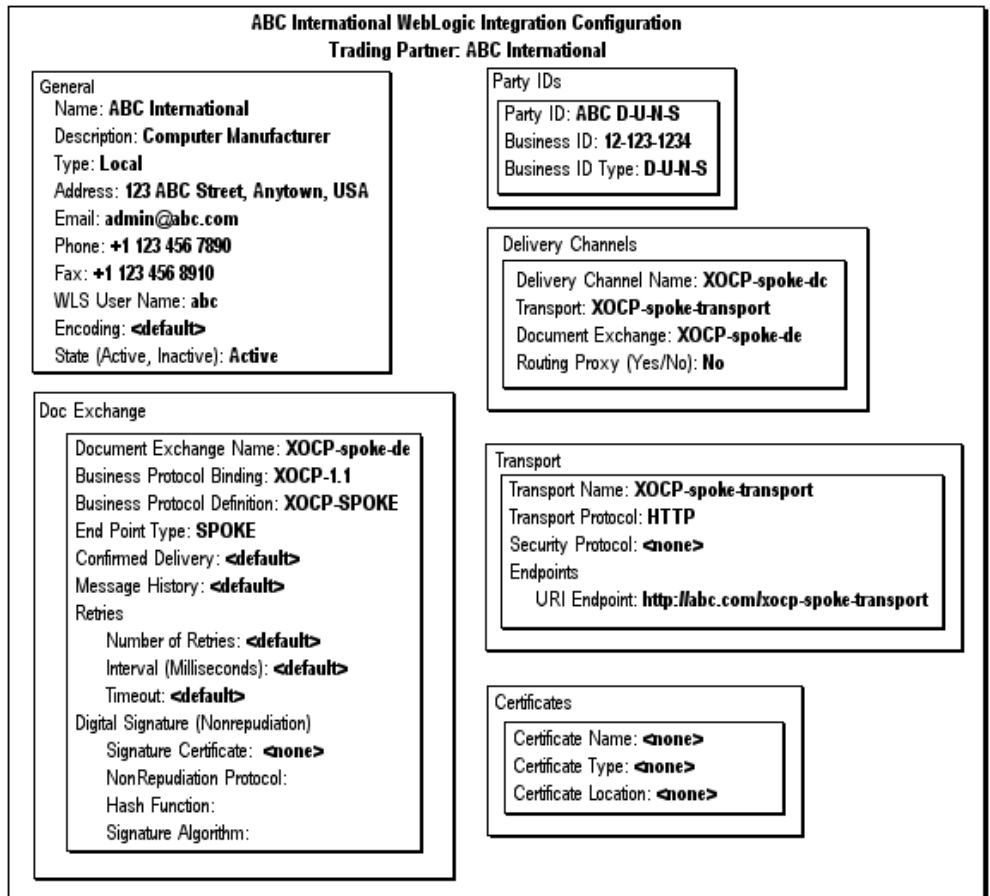 ABC International WebLogic Integration Configuration
Trading Partner: ABC International
General
Name: ABC International
Description: Computer Manufacturer
Type: Local
Address: 123 ABC Street, Anytown, USA
Email: admin@abc.com
Phone: +1 123 456 7890
Fax: +1 123 456 8910
WLS User Name: abc
Encoding: <default>
State (Active, Inactive): Active
Party IDs
Party ID: ABC D-U-N-S
Business ID: 12-123-1234
Business ID Type: D-U-N-S
Delivery Channels
Delivery Channel Name: XOCP-spoke-dc
Transport: XOCP-spoke-transport
Document Exchange: XOCP-spoke-de
Routing Proxy (Yes/No): No
Doc Exchange
Document Exchange Name: XOCP-spoke-de
Business Protocol Binding: XOCP-1.1
Business Protocol Definition: XOCP-SPOKE
End Point Type: SPOKE
Confirmed Delivery: <default>
Message History: <default>
Retries
Number of Retries: <default>
Interval (Milliseconds): <default>
Timeout: <default>
Digital Signature (Nonrepudiation)
Signature Certificate: <none>
NonRepudiation Protocol:
Hash Function:
Signature Algorithm:
Transport
Transport Name: XOCP-spoke-transport
Transport Protocol: HTTP
Security Protocol: <none>
Endpoints
URI Endpoint: http://abc.com/xocp-spoke-transport
Certificates
Certificate Name: <none>
Certificate Type: <none>
Certificate Location: <none>